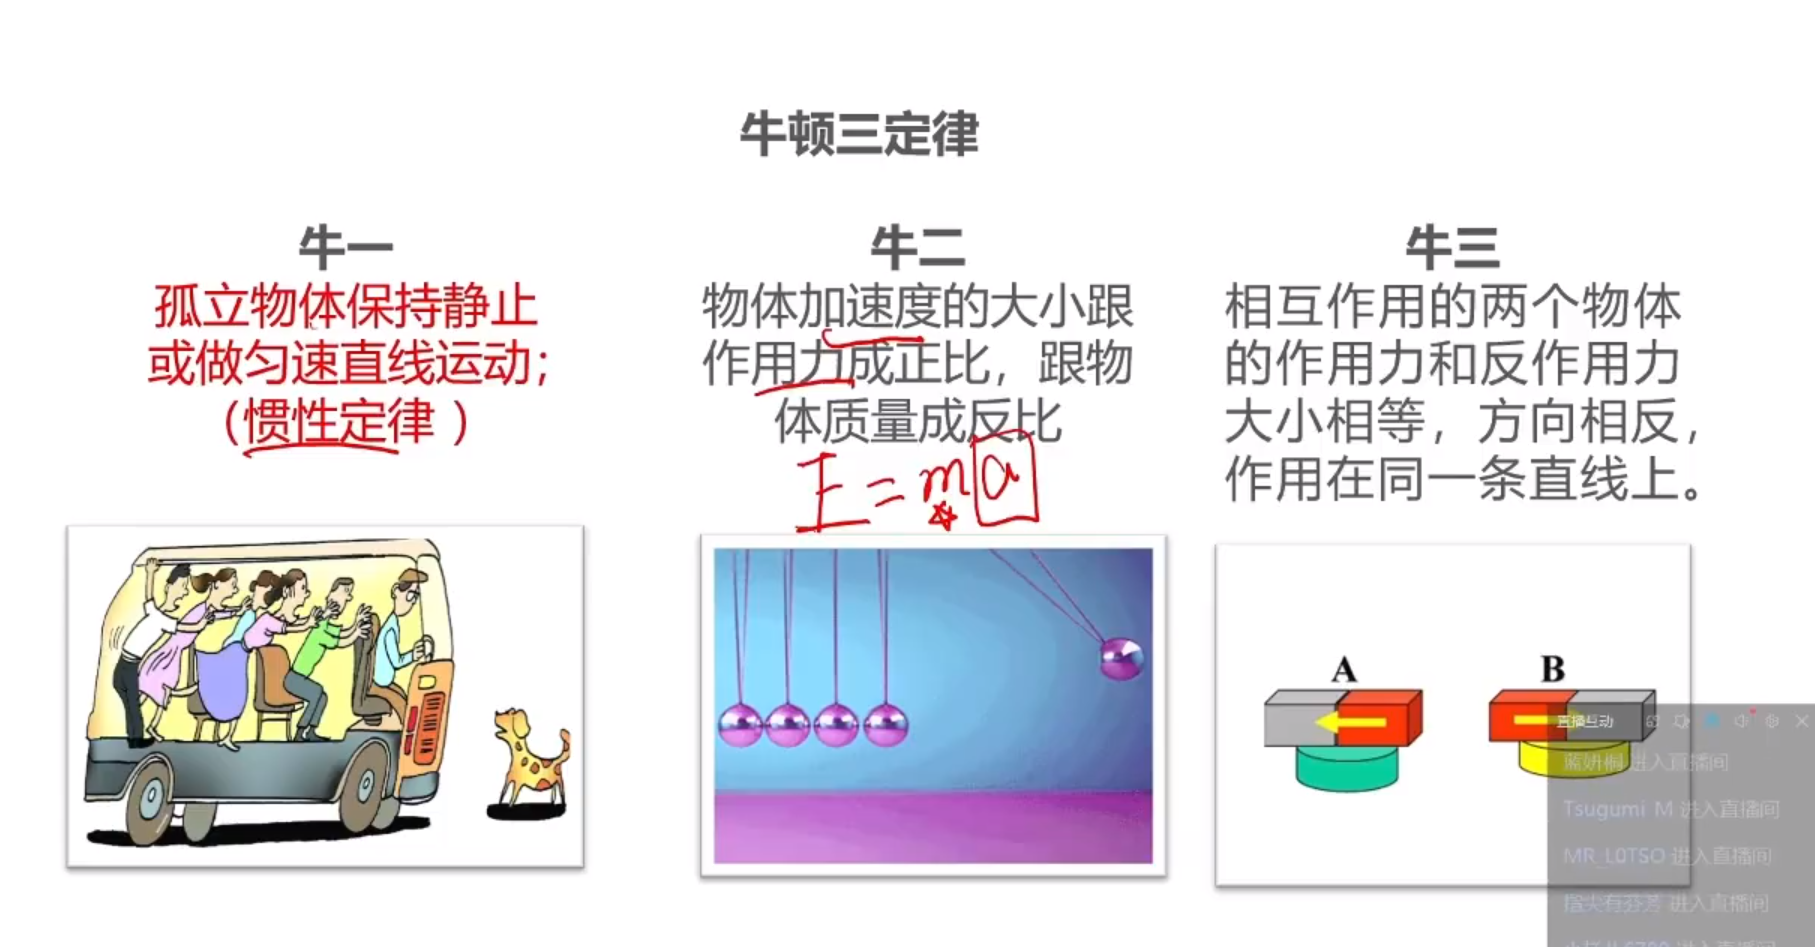 牛顿三定律
牛一
孤立物体保持静止
或做匀速直线运动;
（惯性定律 ）
牛二
物体加速度的大小跟
作用力成正比，跟物
体质量成反比
F=ma
牛三
相互作用的两个物体
的作用力和反作用力
大小相等，方向相反，
作用在同一条直线上。
A
B
直播互动
蓝妍桐 进入直播间
Tsugumi M 进入直播间
MR_L0TSO 进入直播间
指尖有芬芳 进入直播间